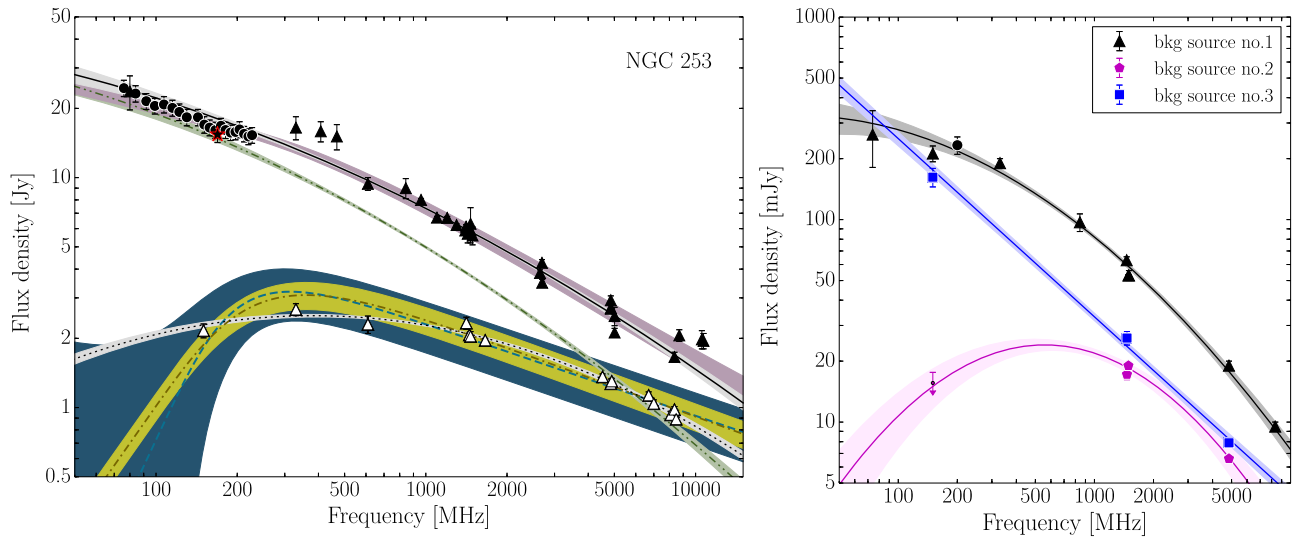 50
20
10
5
2
1
0.5
Flux density [Jy]
NGC 253
100 200 500 1000 2000 5000 10000
Frequency [MHz]
1000
500
200
100
50
20
10
5
Flux density [mJy]
bkg source no.1
bkg source no.2
bkg source no.3
100 200 500 1000 2000 5000
Frequency [MHz]